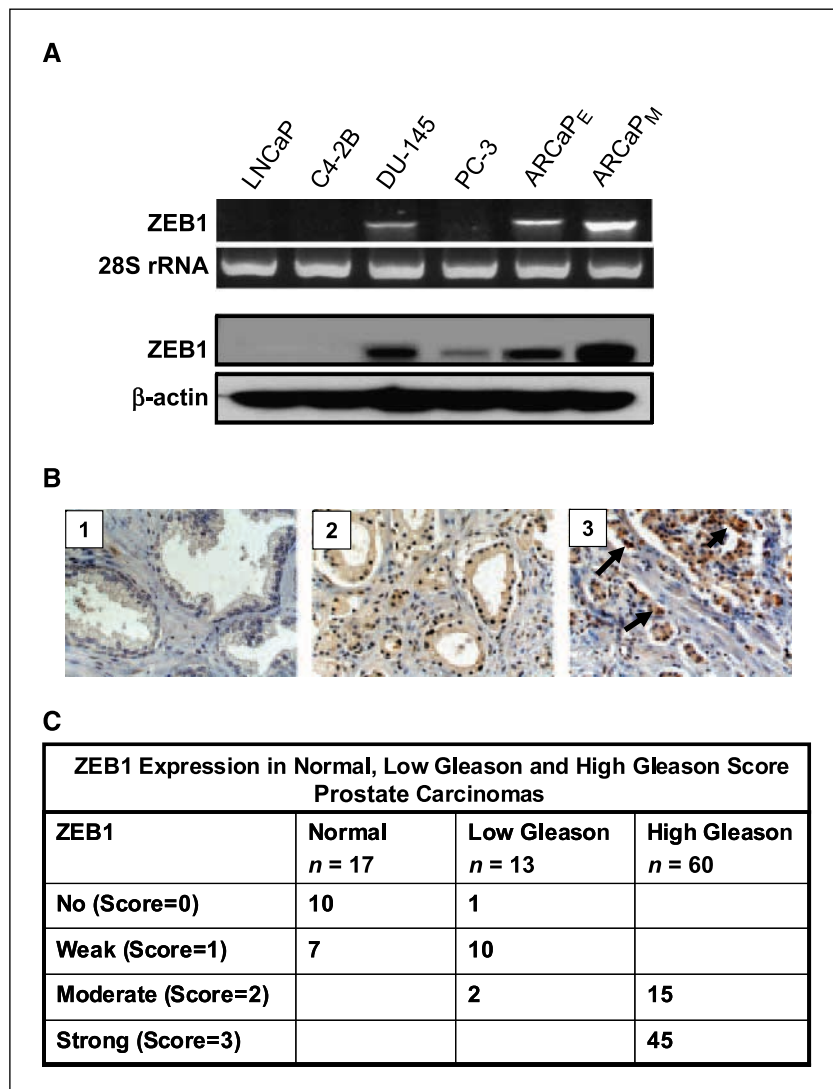 A
LNCaP C4-2B DU-145 PC-3 ARCaPE ARCaPM
ZEB1
28S rRNA
ZEB1
β-actin
B
1 2 3
C
ZEB1 Expression in Normal, Low Gleason and High Gleason Score
Prostate Carcinomas
ZEB1 Normal Low Gleason High Gleason
n = 17 n = 13 n = 60
No (Score=0) 10 1
Weak (Score=1) 7 10
Moderate (Score=2) 2 15
Strong (Score=3) 45